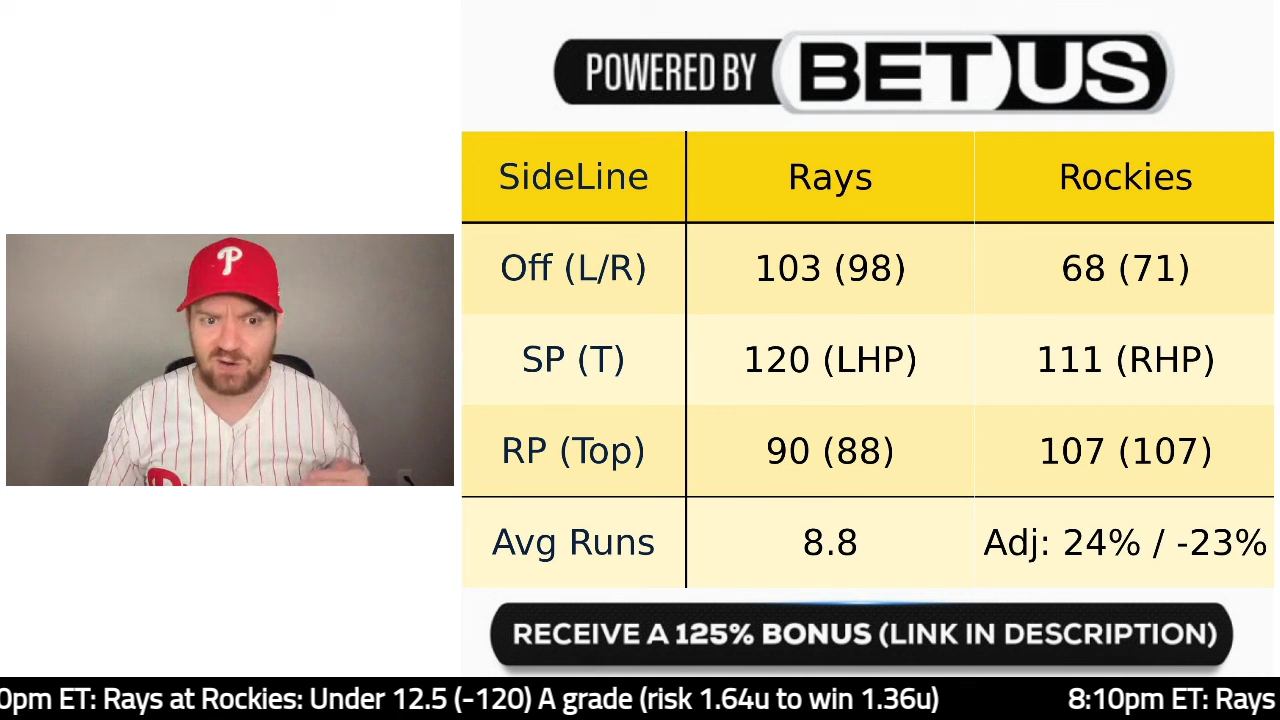 POWERED BY BETUS
SideLine Rays Rockies
Off (L/R) 103 (98) 68 (71)
SP (T) 120 (LHP) 111 (RHP)
RP (Top) 90 (88) 107 (107)
Avg Runs 8.8 Adj: 24% / -23%
RECEIVE A 125% BONUS (LINK IN DESCRIPTION)
0pm ET: Rays at Rockies: Under 12.5 (-120) A grade (risk 1.64u to win 1.36u) 8:10pm ET: Rays
P